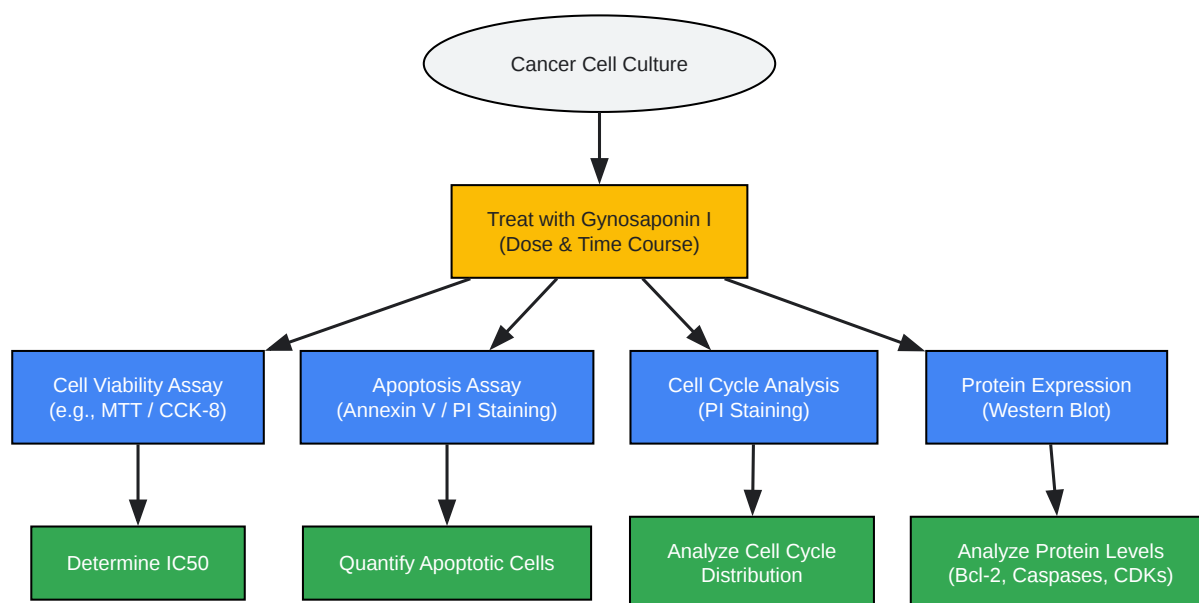 Cancer Cell Culture
Treat with Gynosaponin I
(Dose & Time Course)
Cell Viability Assay
(e.g., MTT / CCK-8)
Apoptosis Assay
(Annexin V / PI Staining)
Cell Cycle Analysis
(PI Staining)
Protein Expression
(Western Blot)
Determine IC50
Quantify Apoptotic Cells
Analyze Cell Cycle
Distribution
Analyze Protein Levels
(Bcl-2, Caspases, CDKs)